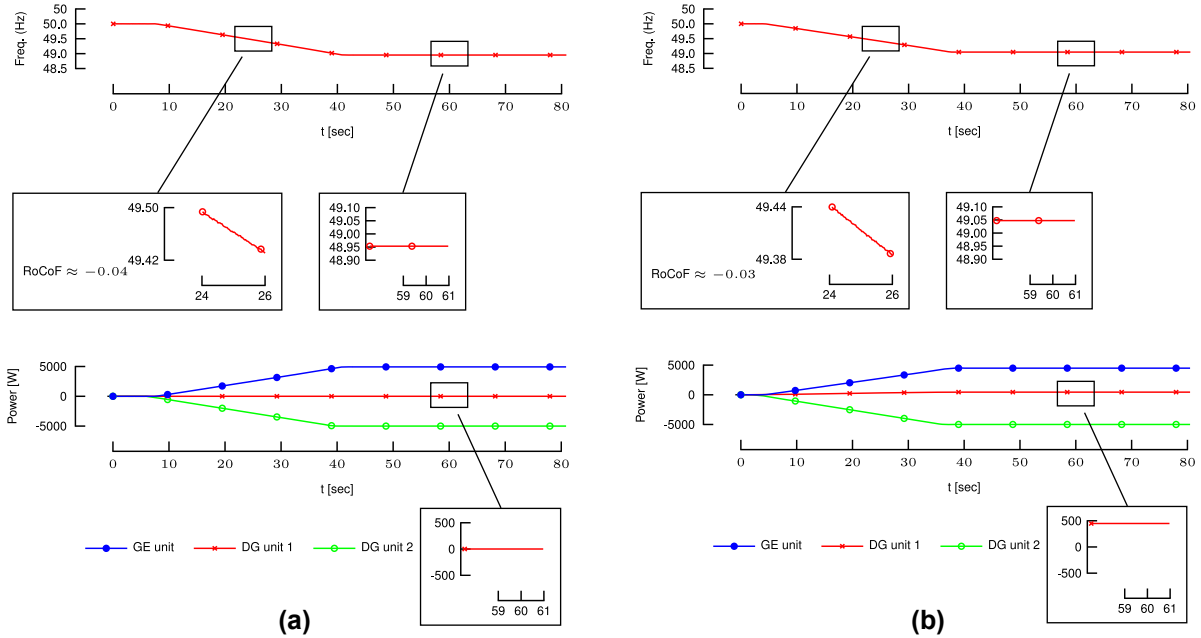 Freq. (Hz)
50.0
49.5
49.0
48.5
0 10 20 30 40 50 60 70 80
t [sec]
49.50
49.42
RoCoF ≈ −0.04
24 26
49.10
49.05
49.00
48.95
48.90
59 60 61
Power [W]
5000
0
-5000
0 10 20 30 40 50 60 70 80
t [sec]
GE unit DG unit 1 DG unit 2
500
0
-500
59 60 61
(a)
Freq. (Hz)
50.0
49.5
49.0
48.5
0 10 20 30 40 50 60 70 80
t [sec]
49.44
49.38
RoCoF ≈ −0.03
24 26
49.10
49.05
49.00
48.95
48.90
59 60 61
Power [W]
5000
0
-5000
0 10 20 30 40 50 60 70 80
t [sec]
GE unit DG unit 1 DG unit 2
500
0
-500
59 60 61
(b)